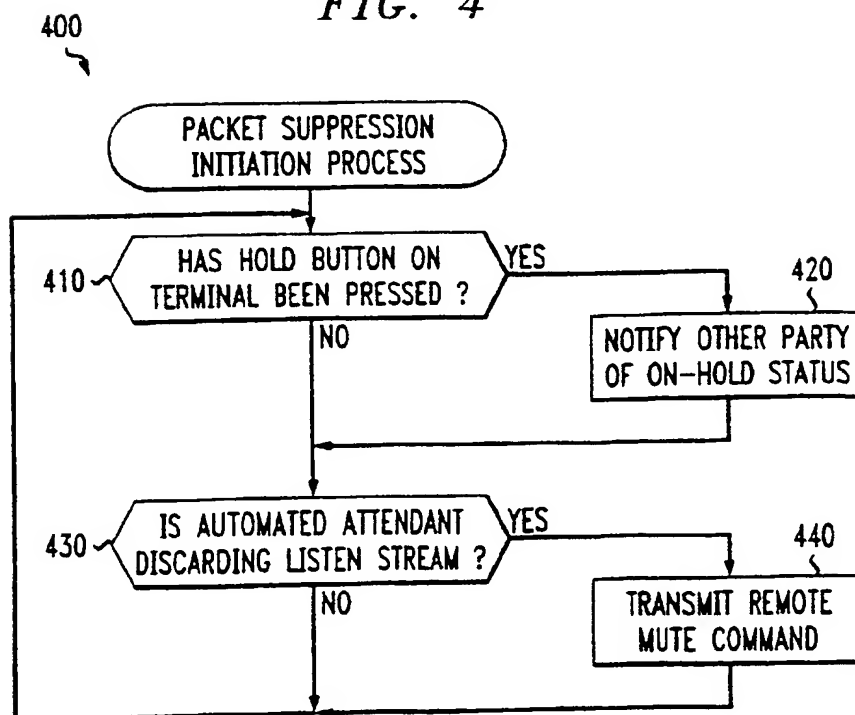 FIG. 4
400
PACKET SUPPRESSION
INITIATION PROCESS
410
HAS HOLD BUTTON ON
TERMINAL BEEN PRESSED ?
YES
NO
420
NOTIFY OTHER PARTY
OF ON-HOLD STATUS
430
IS AUTOMATED ATTENDANT
DISCARDING LISTEN STREAM ?
YES
NO
440
TRANSMIT REMOTE
MUTE COMMAND